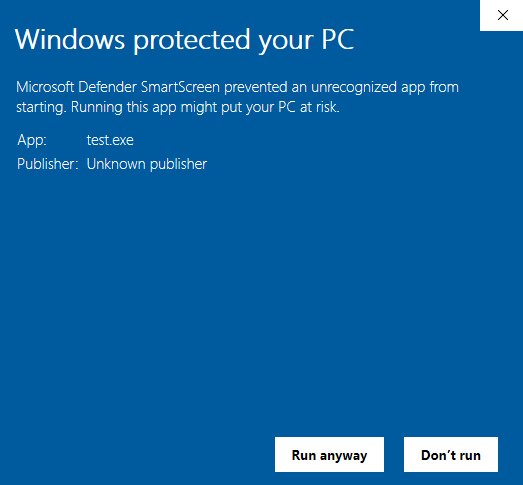 Windows protected your PC
Microsoft Defender SmartScreen prevented an unrecognized app from
starting. Running this app might put your PC at risk.
App: test.exe
Publisher: Unknown publisher
Run anyway Don’t run